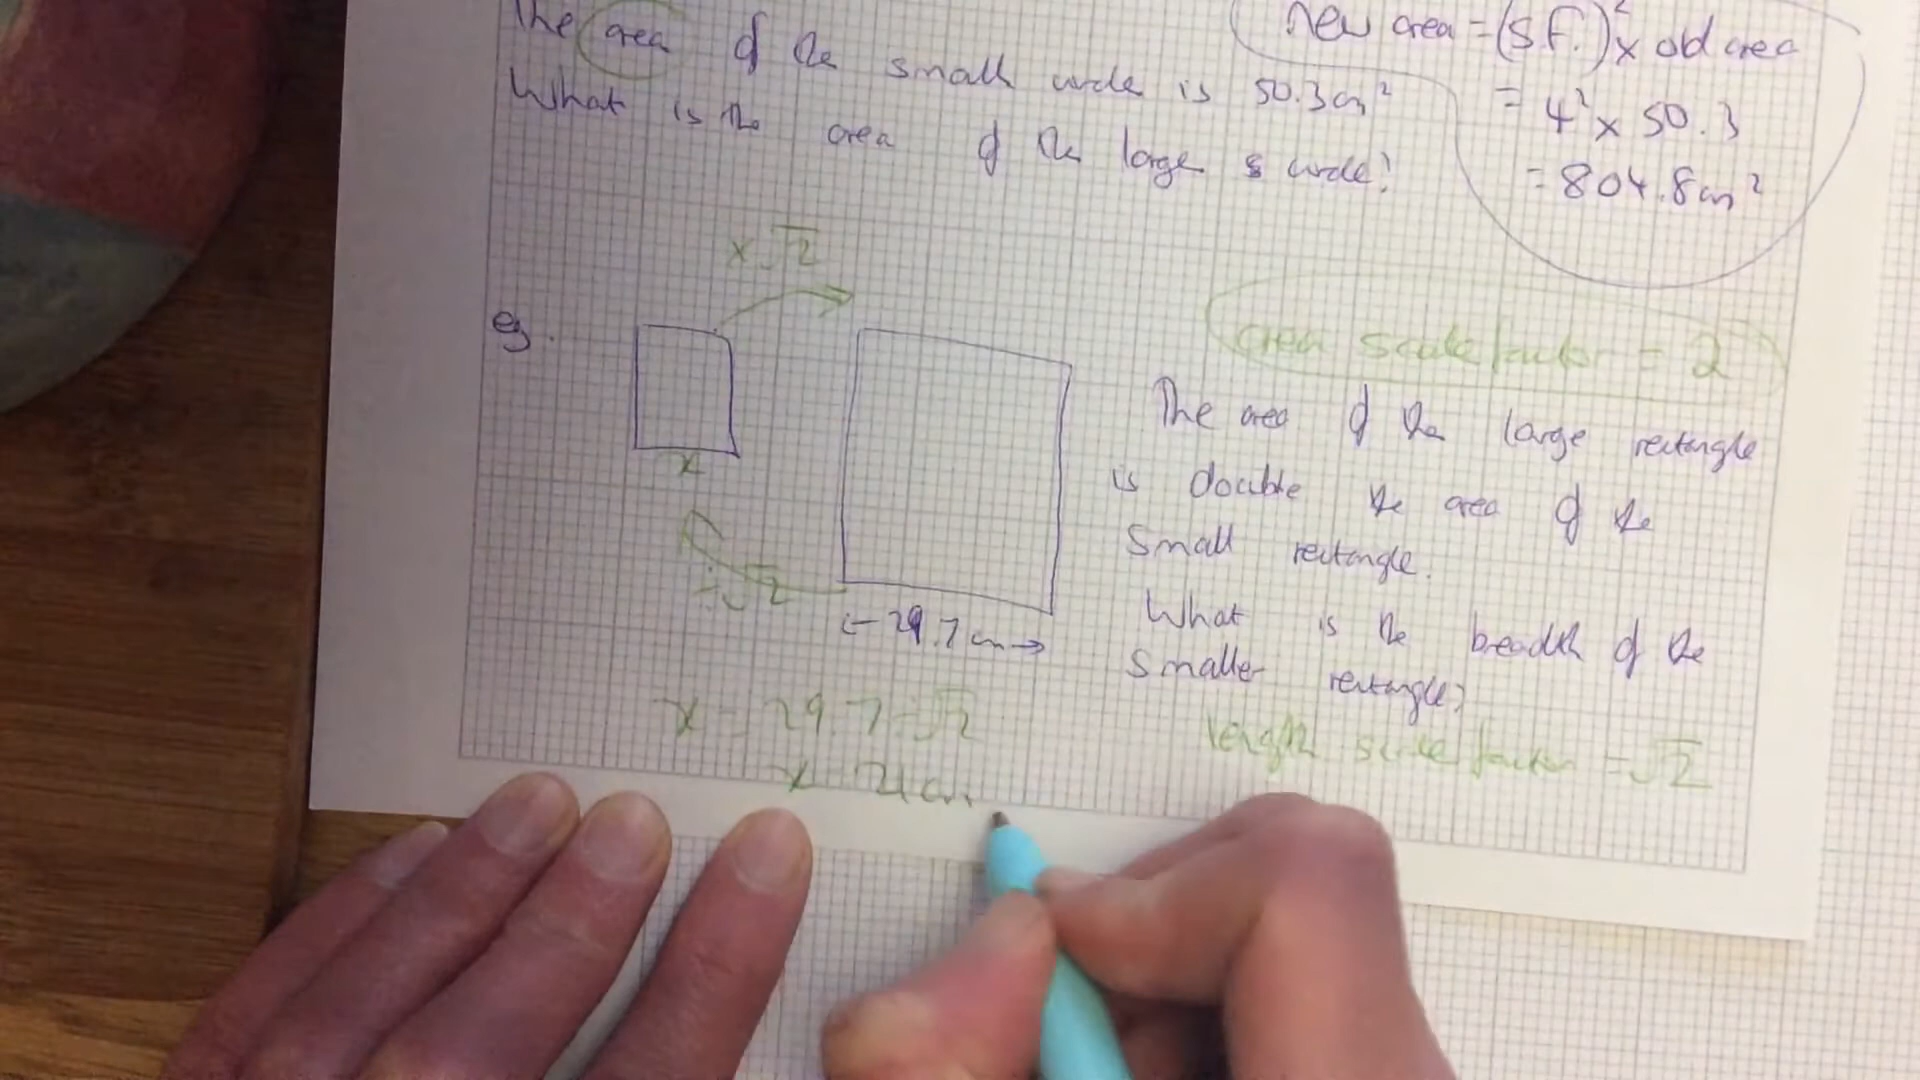 The area of the small circle is 50.3cm²
What is the area of the large circle?
new area = (s.f.)² x old area
= 4² x 50.3
= 804.8cm²
x √2
eg.
x
÷√2
←29.7cm→
area scale factor = 2
The area of the large rectangle
is double the area of the
small rectangle.
What is the breadth of the
smaller rectangle?
length scale factor = √2
x = 29.7÷√2
x = 21cm